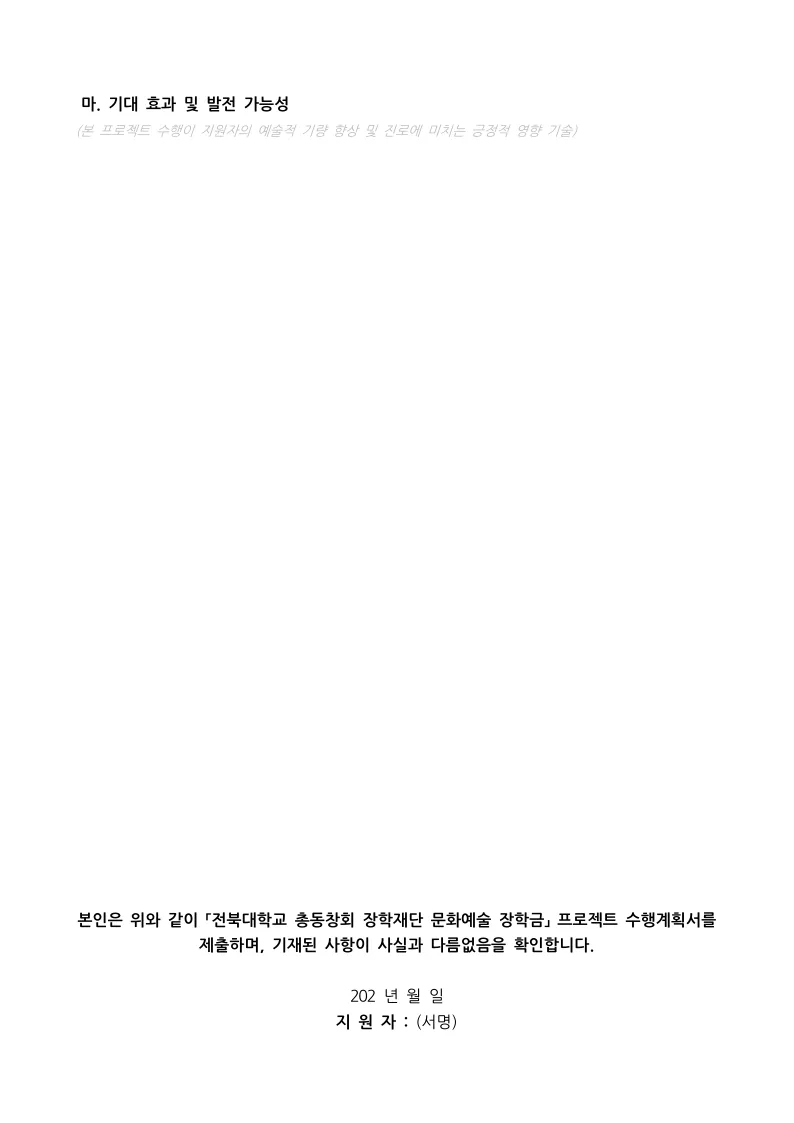 마. 기대 효과 및 발전 가능성
(본 프로젝트 수행이 지원자의 예술적 기량 향상 및 진로에 미치는 긍정적 영향 기술)
본인은 위와 같이 「전북대학교 총동창회 장학재단 문화예술 장학금」 프로젝트 수행계획서를
제출하며, 기재된 사항이 사실과 다름없음을 확인합니다.
202 년 월 일
지 원 자 : (서명)